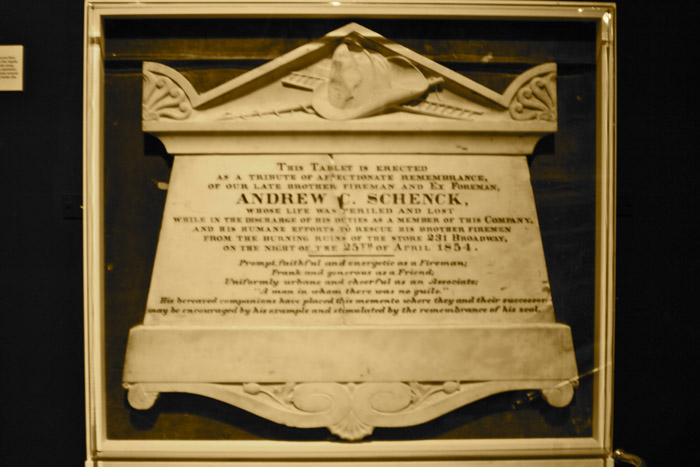 This Tablet is erected
as a tribute of affectionate remembrance,
of our late brother fireman and Ex Foreman,
ANDREW C. SCHENCK,
whose life was periled and lost
while in the discharge of his duties as a member of this Company,
and his humane efforts to rescue his brother firemen
from the burning ruins of the store 231 Broadway,
on the night of the 25TH of April 1854.
Prompt, faithful and energetic as a Fireman;
Frank and generous as a Friend;
Uniformly urbane and cheerful as an Associate;
"A man in whom there was no guile."
His bereaved companions have placed this memento where they and their successors
may be encouraged by his example and stimulated by the remembrance of his zeal.